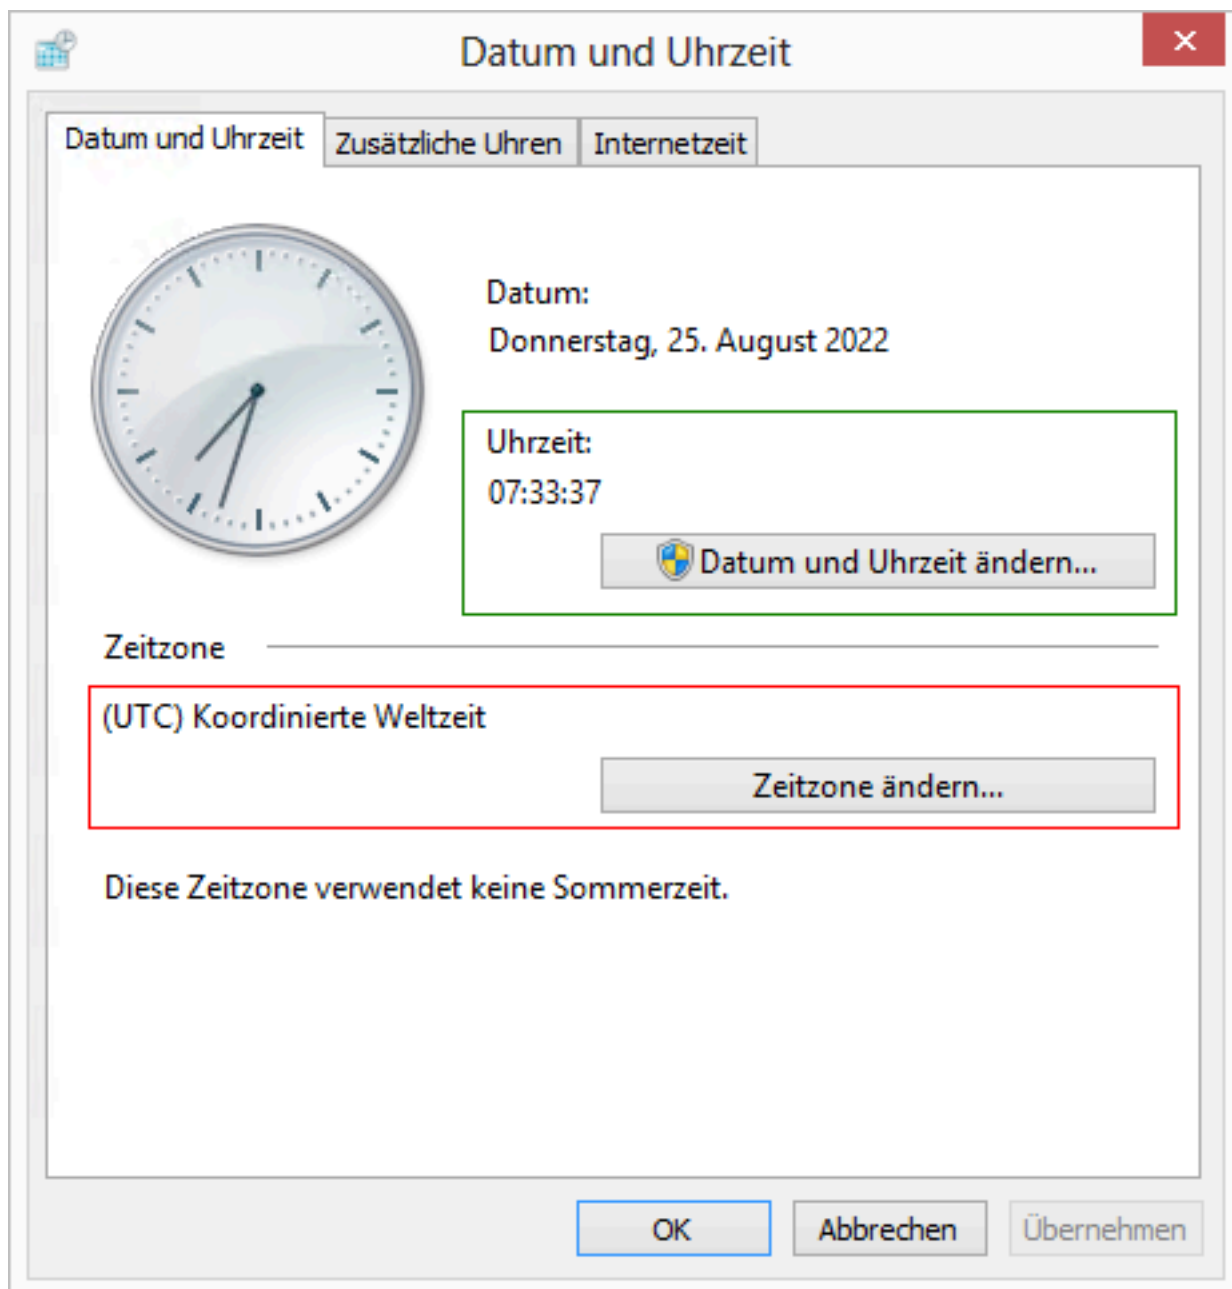 Datum und Uhrzeit
Datum und Uhrzeit
Zusätzliche Uhren
Internetzeit
Datum:
Donnerstag, 25. August 2022
Uhrzeit:
07:33:37
Datum und Uhrzeit ändern...
Zeitzone
(UTC) Koordinierte Weltzeit
Zeitzone ändern...
Diese Zeitzone verwendet keine Sommerzeit.
OK
Abbrechen
Übernehmen